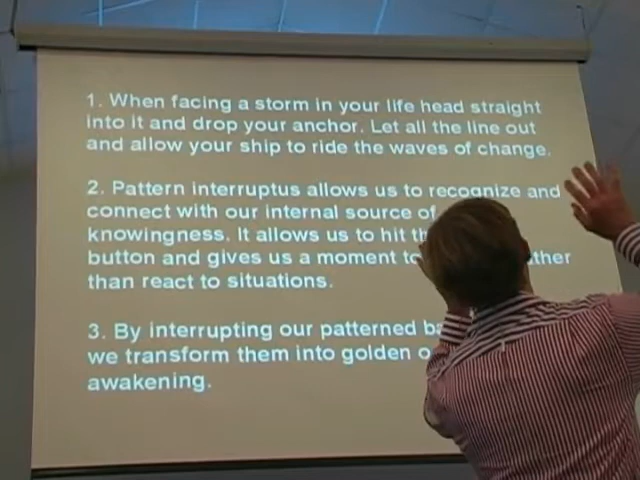 1. When facing a storm in your life head straight
into it and drop your anchor. Let all the line out
and allow your ship to ride the waves of change.
2. Pattern interruptus allows us to recognize and
connect with our internal source of
knowingness. It allows us to hit
button and gives us a moment
than react to situations.
3. By interrupting our patterned
we transform them into golden
awakening.